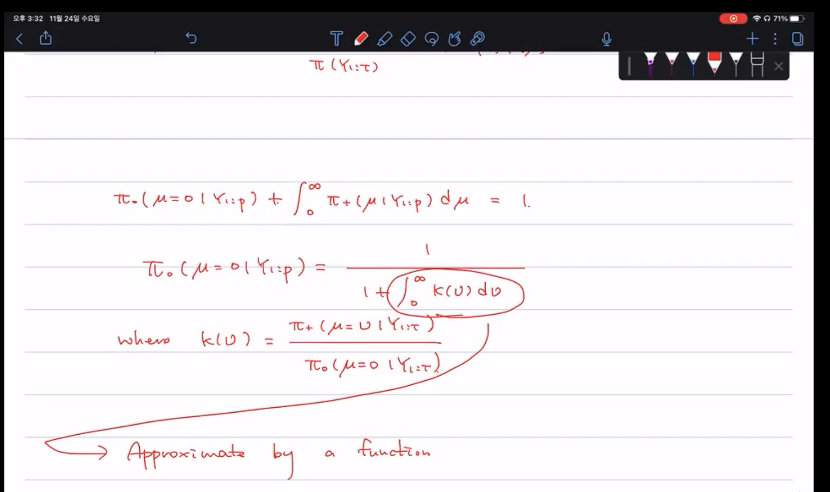 오후 3:32 11월 24일 수요일
71%
π(Y₁:τ)
π₀(μ=0|Y₁:p) + ∫₀^∞ π₊(μ|Y₁:p) dμ = 1.
π₀(μ=0|Y₁:p) = 1 / (1 + ∫₀^∞ k(υ) dυ)
where k(υ) = π₊(μ=υ|Y₁:τ) / π₀(μ=0|Y₁:τ)
Approximate by a function